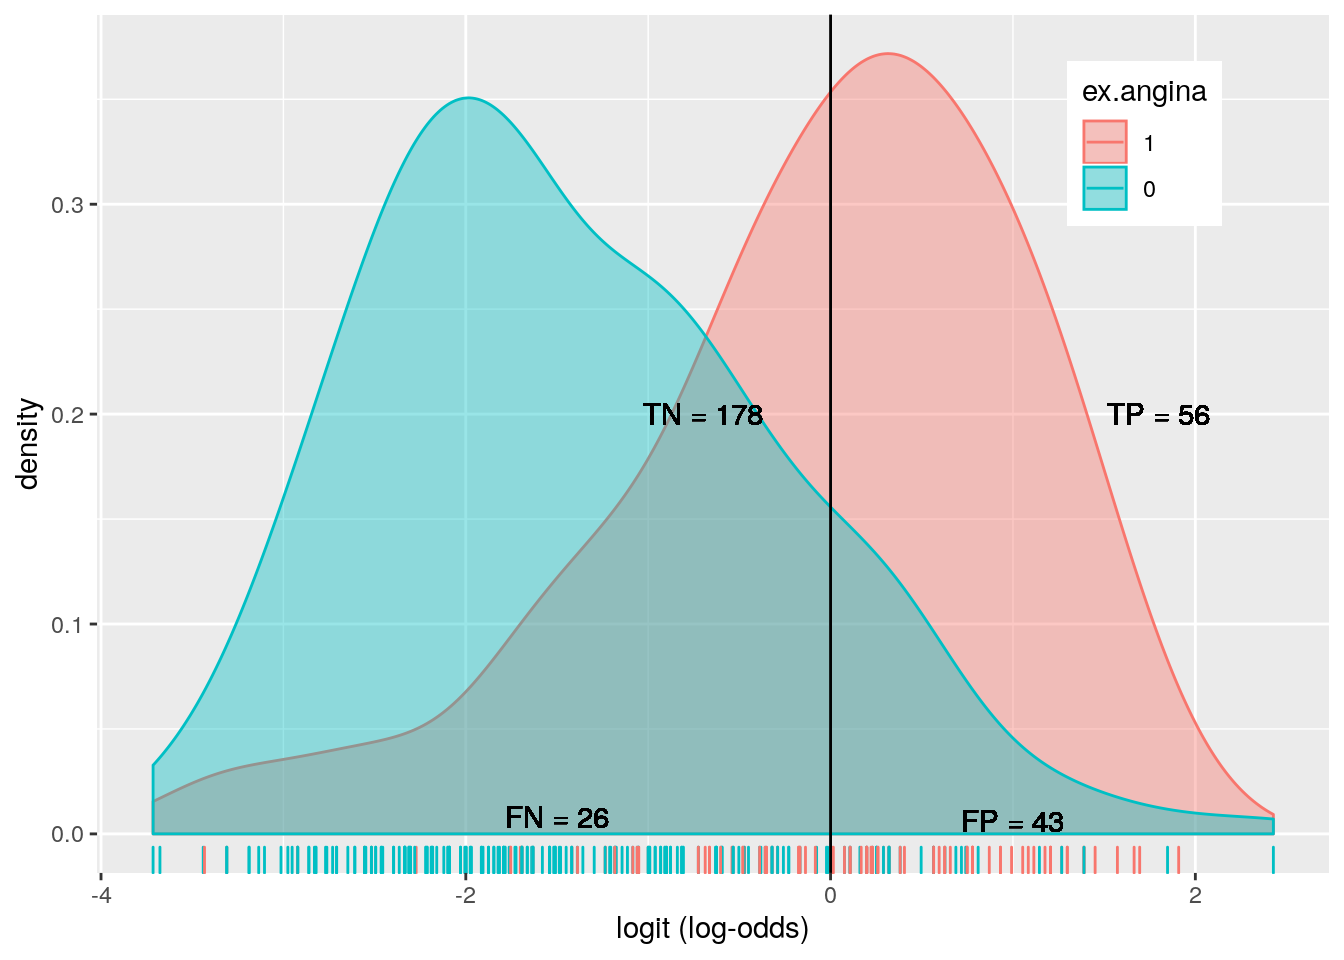 ex.angina
1
0
0.3
0.2
0.1
0.0
density
TN = 178
TP = 56
FN = 26
FP = 43
-4
-2
0
2
logit (log-odds)